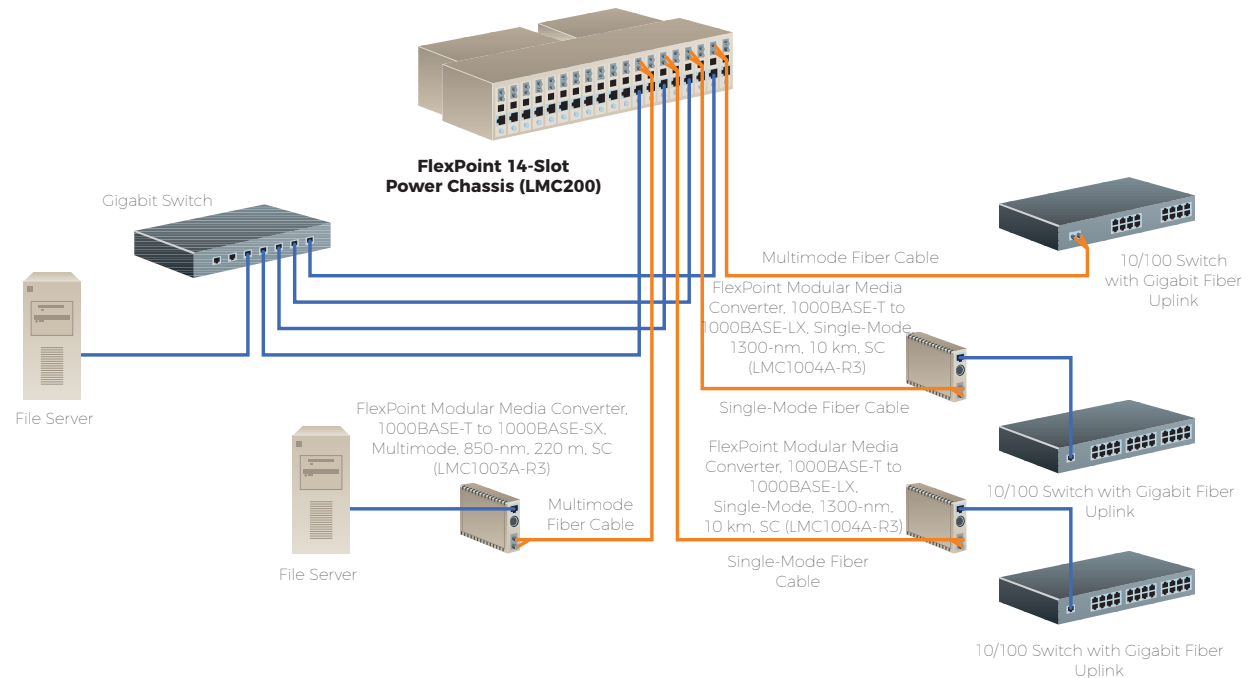 FlexPoint 14-Slot
Power Chassis (LMC200)
Gigabit Switch
File Server
Multimode Fiber Cable
10/100 Switch
with Gigabit Fiber
Uplink
FlexPoint Modular Media
Converter, 1000BASE-T to
1000BASE-LX, Single-Mode,
1300-nm, 10 km, SC
(LMC1004A-R3)
Single-Mode Fiber Cable
FlexPoint Modular Media Converter,
1000BASE-T to 1000BASE-SX,
Multimode, 850-nm, 220 m, SC
(LMC1003A-R3)
Multimode
Fiber Cable
File Server
FlexPoint Modular Media
Converter, 1000BASE-T to
1000BASE-LX,
Single-Mode, 1300-nm,
10 km, SC (LMC1004A-R3)
Single-Mode Fiber
Cable
10/100 Switch with Gigabit Fiber
Uplink
10/100 Switch with Gigabit Fiber
Uplink